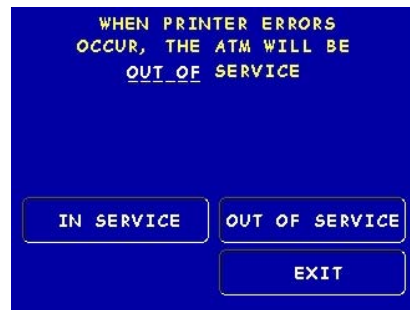 WHEN PRINTER ERRORS
OCCUR, THE ATM WILL BE
OUT OF SERVICE
IN SERVICE
OUT OF SERVICE
EXIT